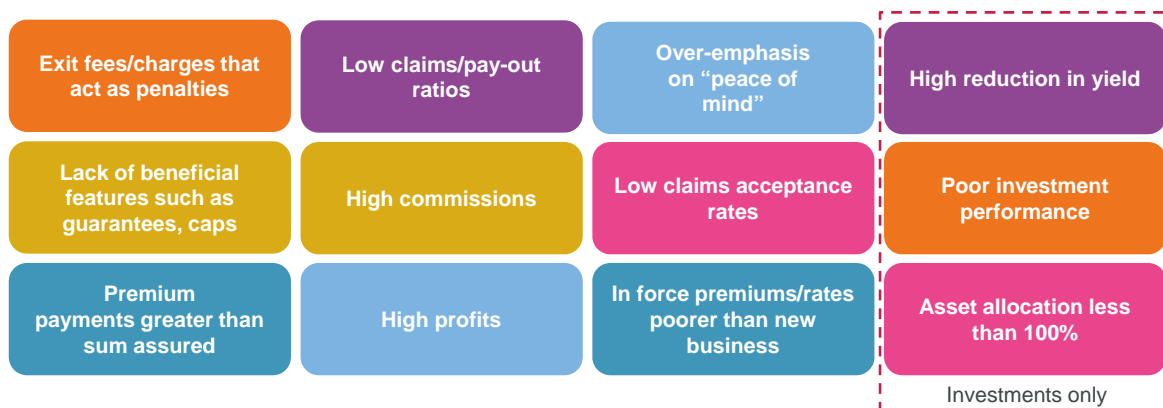 Exit fees/charges that
act as penalties
Low claims/pay-out
ratios
Over-emphasis
on “peace of
mind”
High reduction in yield
Lack of beneficial
features such as
guarantees, caps
High commissions
Low claims acceptance
rates
Poor investment
performance
Premium
payments greater than
sum assured
High profits
In force premiums/rates
poorer than new
business
Asset allocation less
than 100%
Investments only